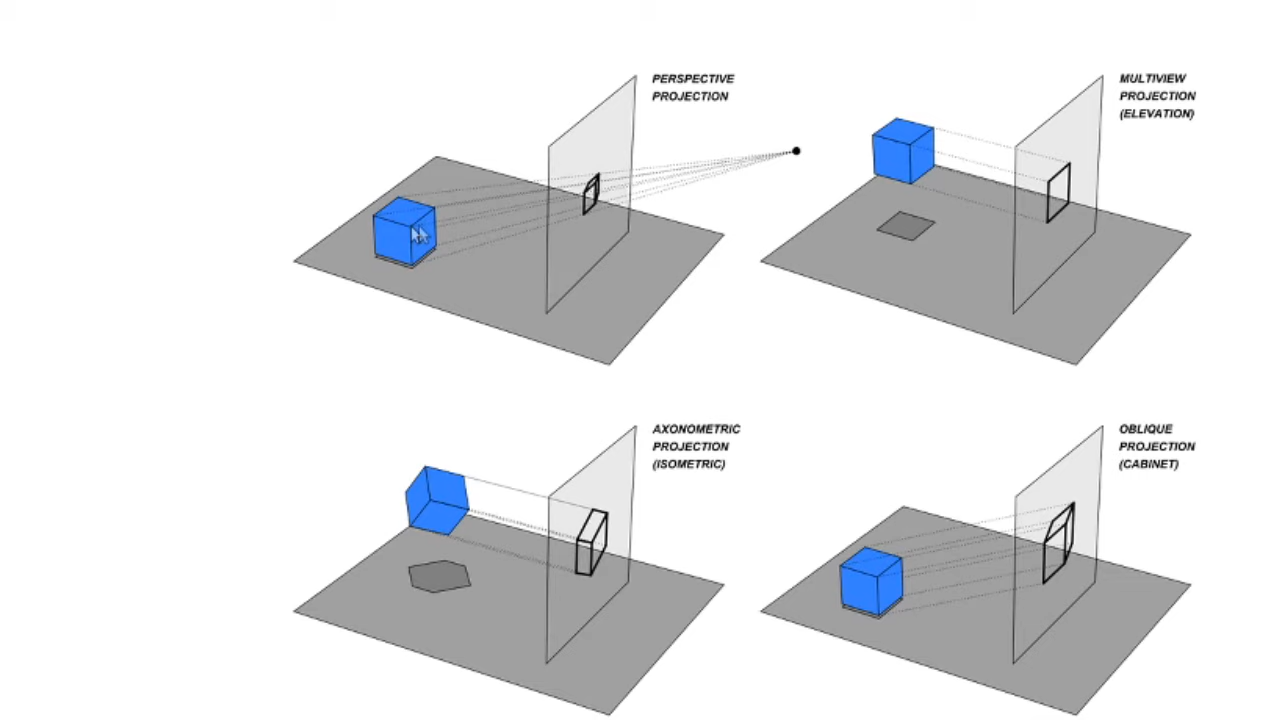 PERSPECTIVE
PROJECTION
MULTIVIEW
PROJECTION
(ELEVATION)
AXONOMETRIC
PROJECTION
(ISOMETRIC)
OBLIQUE
PROJECTION
(CABINET)